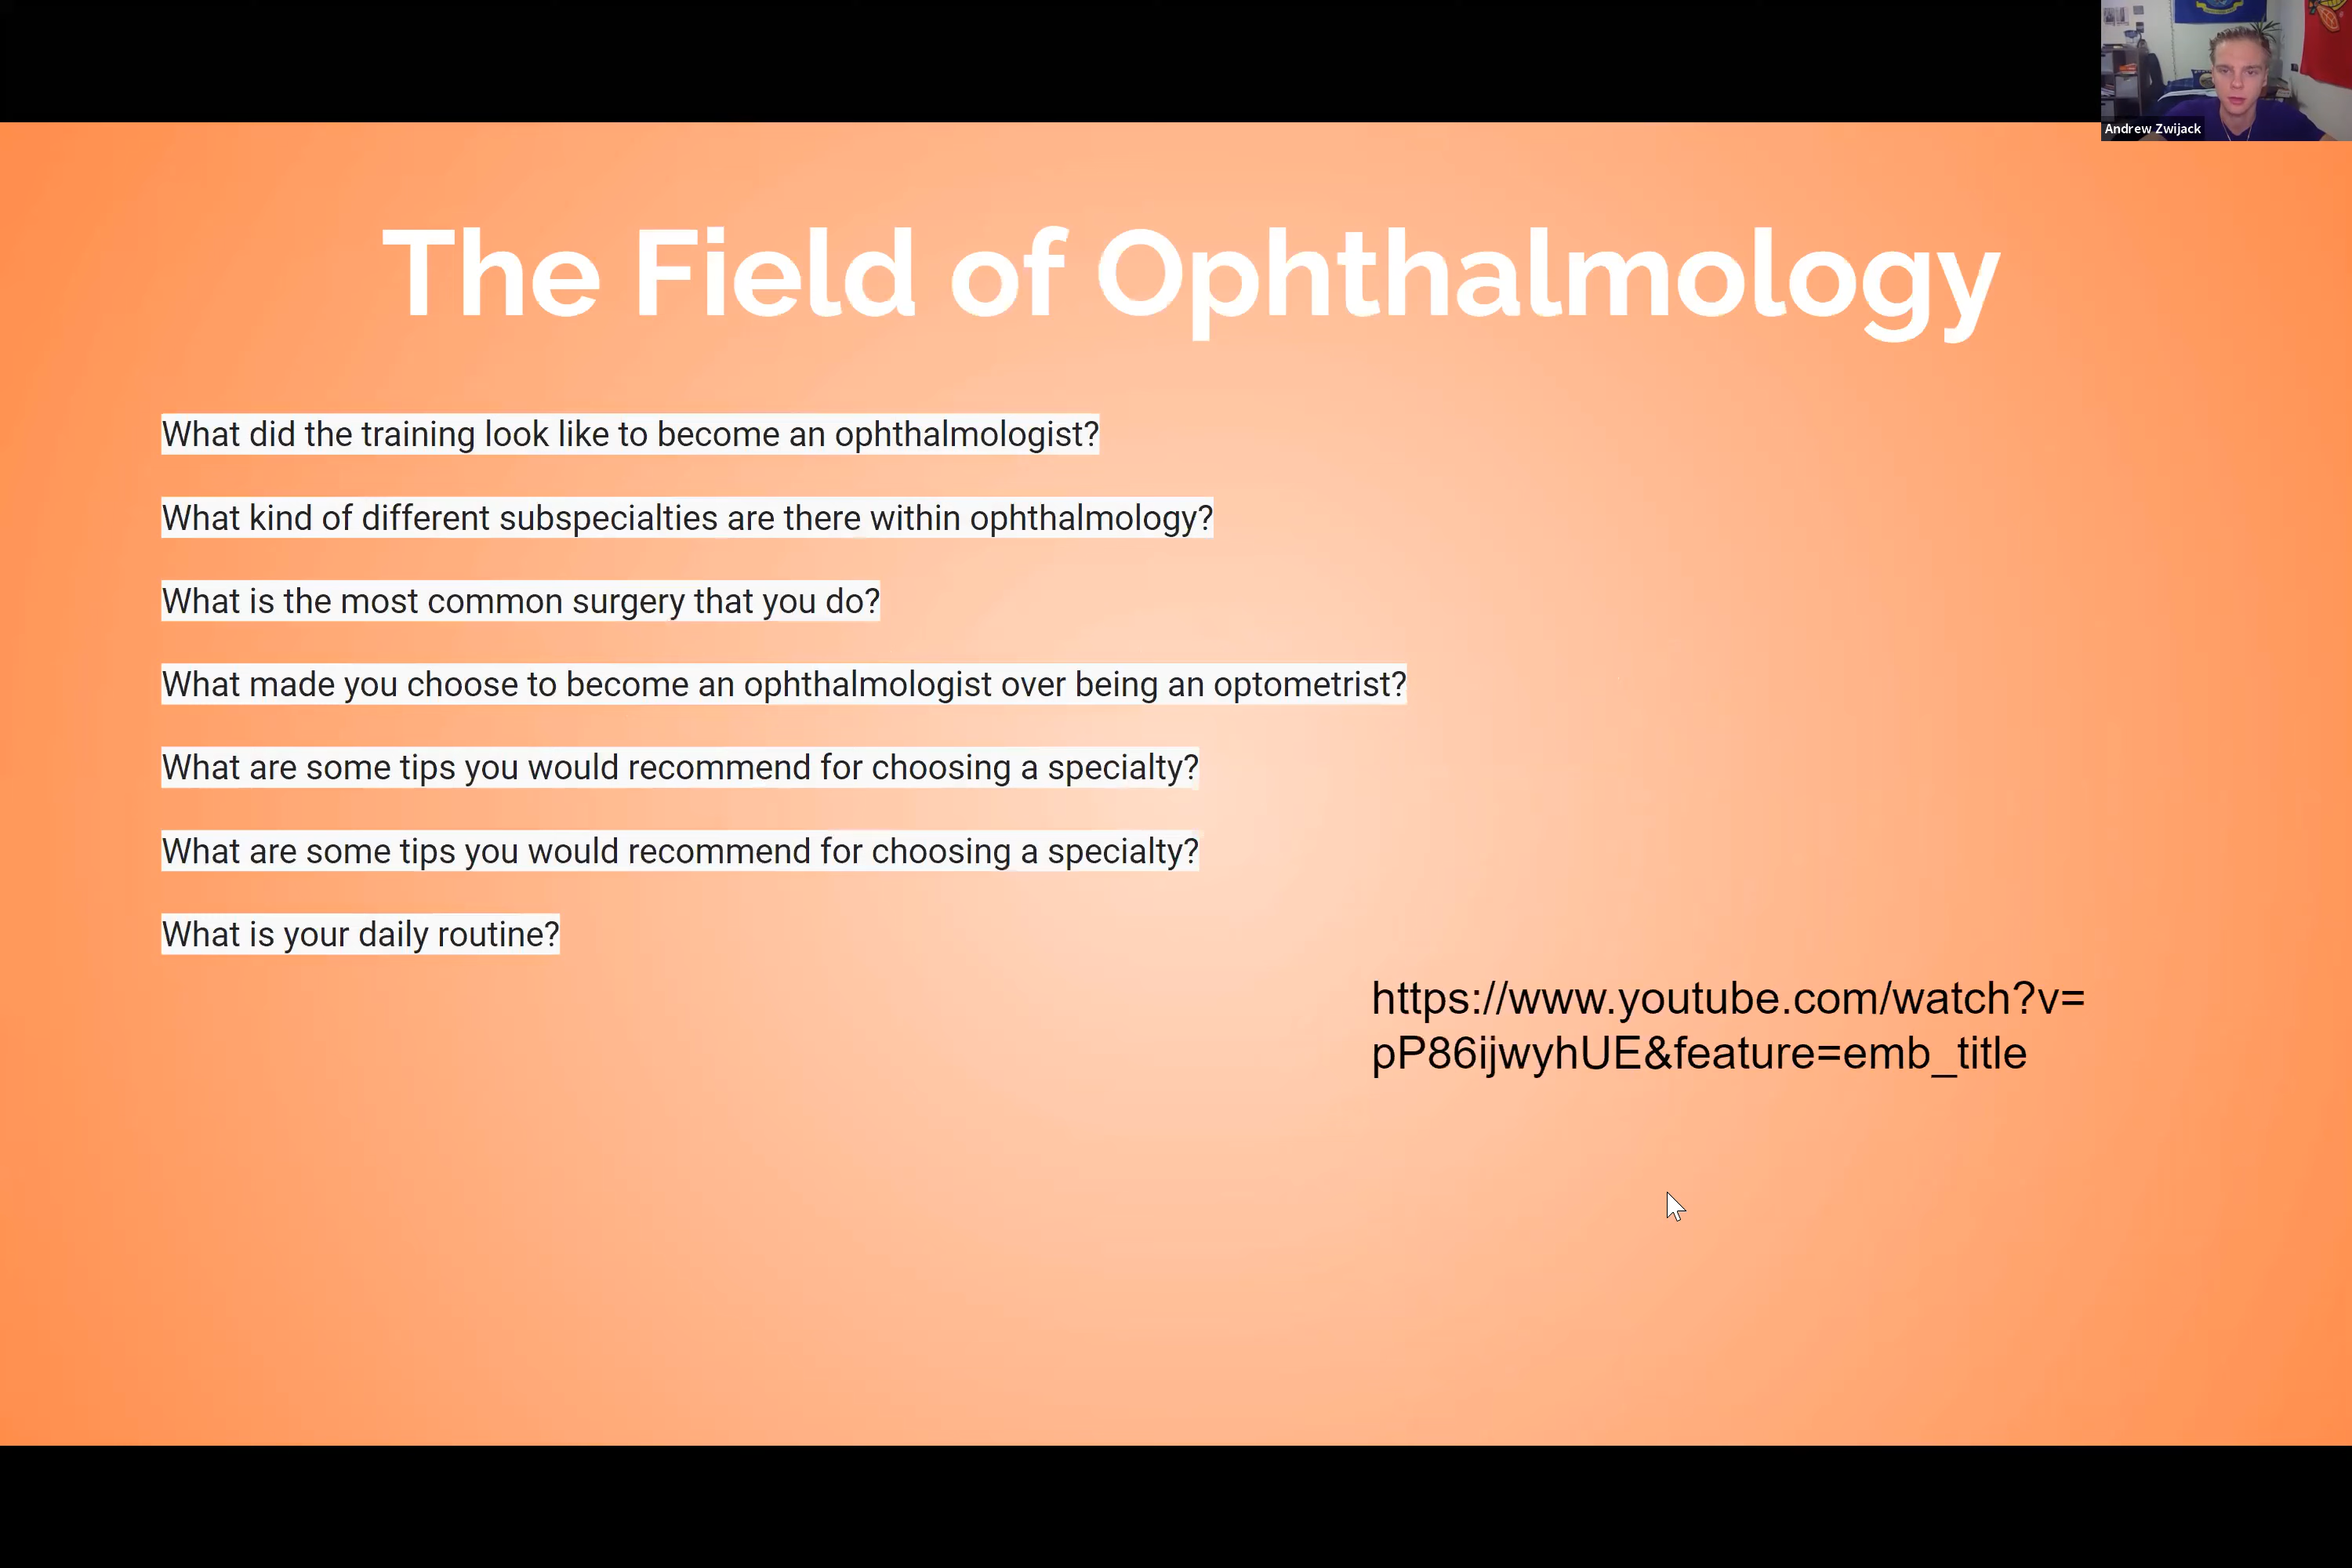 Andrew Zwijack
The Field of Ophthalmology
What did the training look like to become an ophthalmologist?
What kind of different subspecialties are there within ophthalmology?
What is the most common surgery that you do?
What made you choose to become an ophthalmologist over being an optometrist?
What are some tips you would recommend for choosing a specialty?
What are some tips you would recommend for choosing a specialty?
What is your daily routine?
https://www.youtube.com/watch?v=
pP86ijwyhUE&feature=emb_title